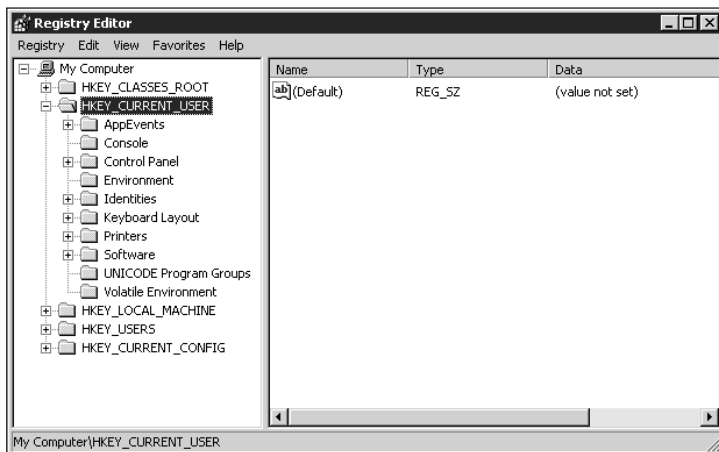 Registry Editor
Registry Edit View Favorites Help
My Computer
HKEY_CLASSES_ROOT
HKEY_CURRENT_USER
AppEvents
Console
Control Panel
Environment
Identities
Keyboard Layout
Printers
Software
UNICODE Program Groups
Volatile Environment
HKEY_LOCAL_MACHINE
HKEY_USERS
HKEY_CURRENT_CONFIG
Name Type Data
ab (Default) REG_SZ (value not set)
My Computer\HKEY_CURRENT_USER